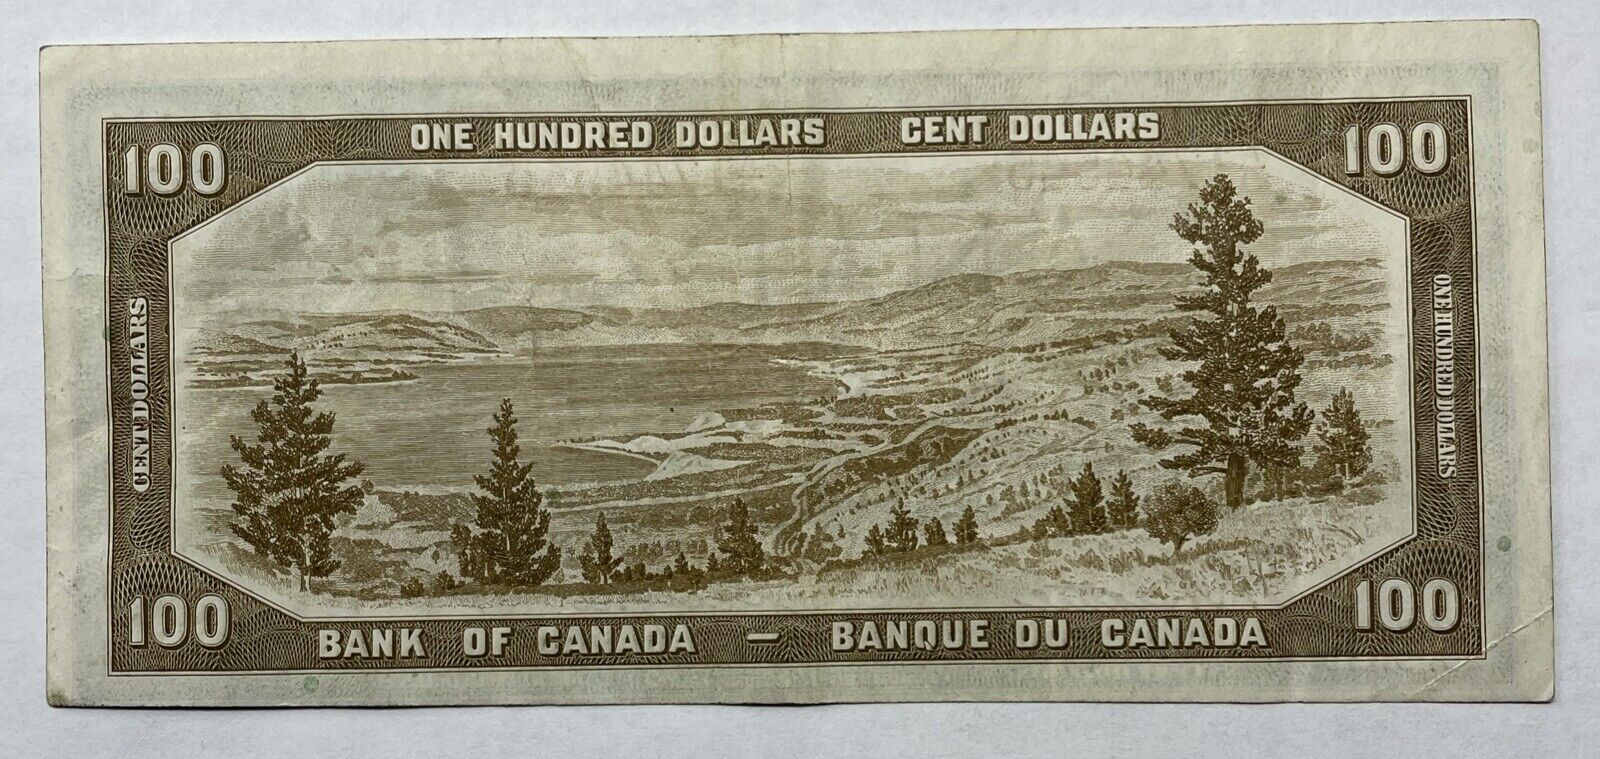 ONE HUNDRED DOLLARS CENT DOLLARS
100 100
CENT DOLLARS
ONE HUNDRED DOLLARS
100 100
BANK OF CANADA — BANQUE DU CANADA